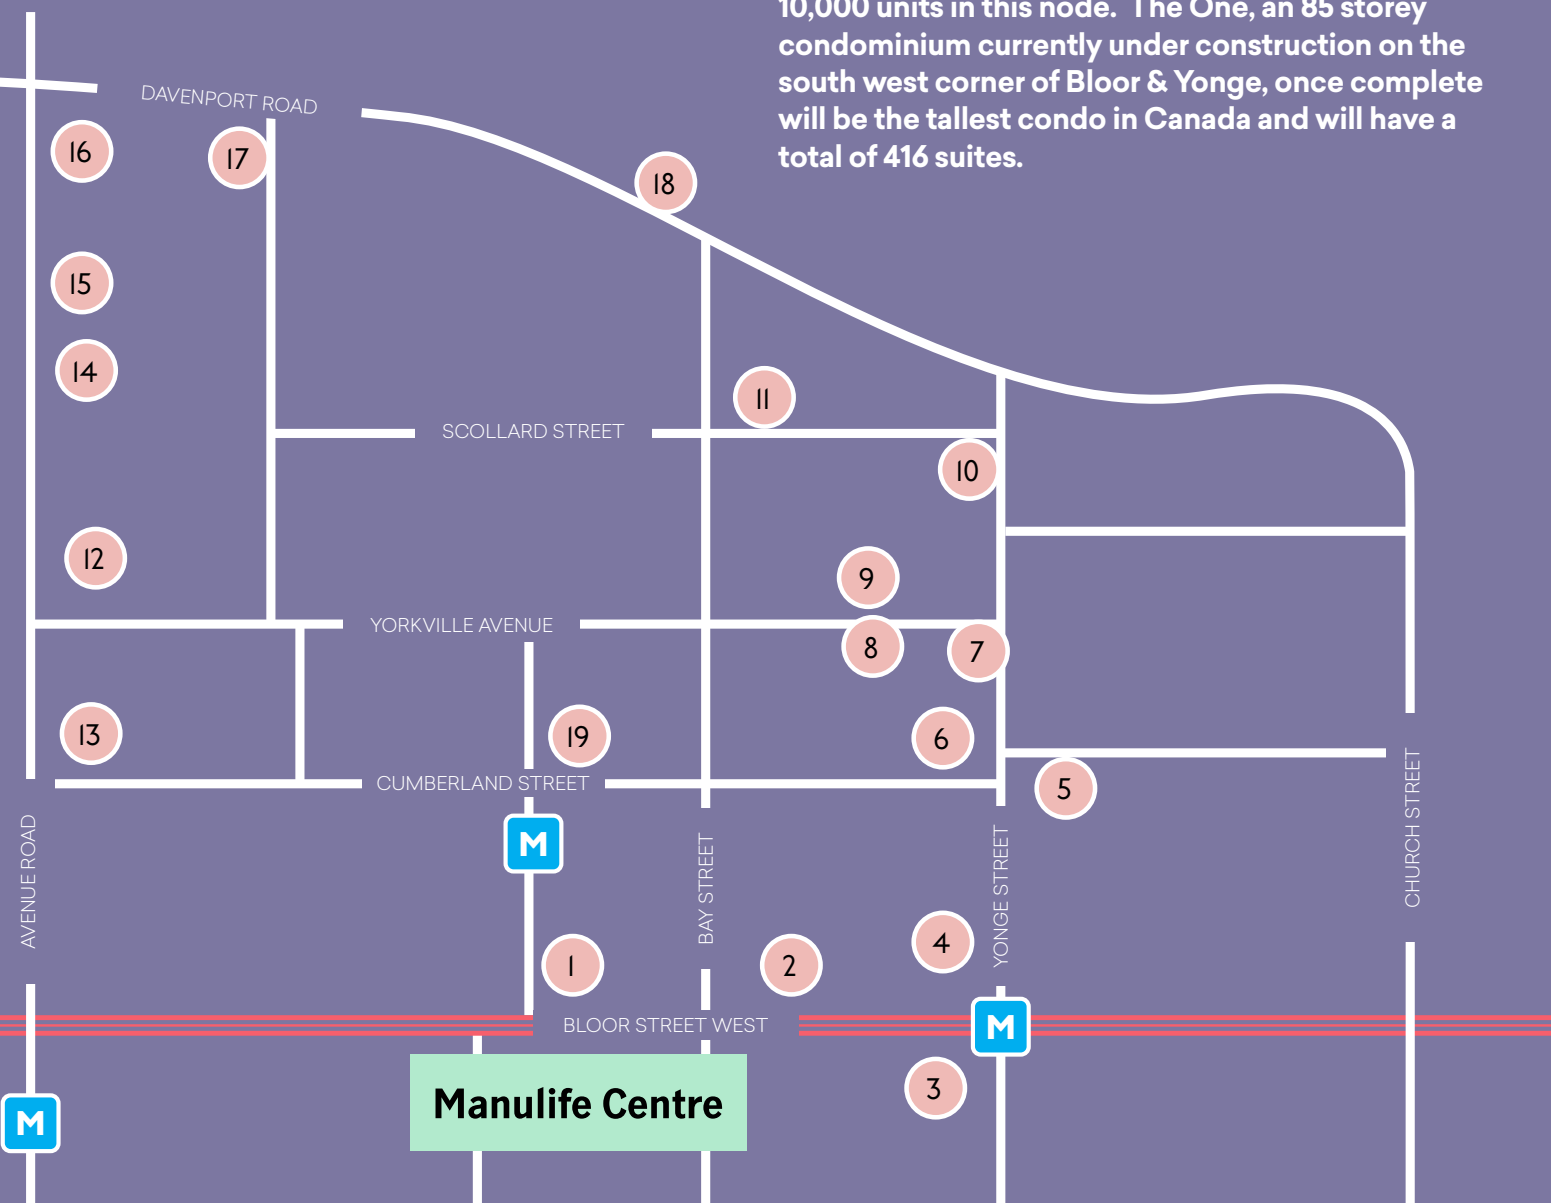 10,000 units in this node. The One, an 85 storey
condominium currently under construction on the
south west corner of Bloor & Yonge, once complete
will be the tallest condo in Canada and will have a
total of 416 suites.
DAVENPORT ROAD
16
17
18
15
14
11
SCOLLARD STREET
10
12
9
YORKVILLE AVENUE
8
7
13
19
6
CUMBERLAND STREET
5
M
AVENUE ROAD
BAY STREET
YONGE STREET
CHURCH STREET
4
1
2
BLOOR STREET WEST
M
Manulife Centre
3
M